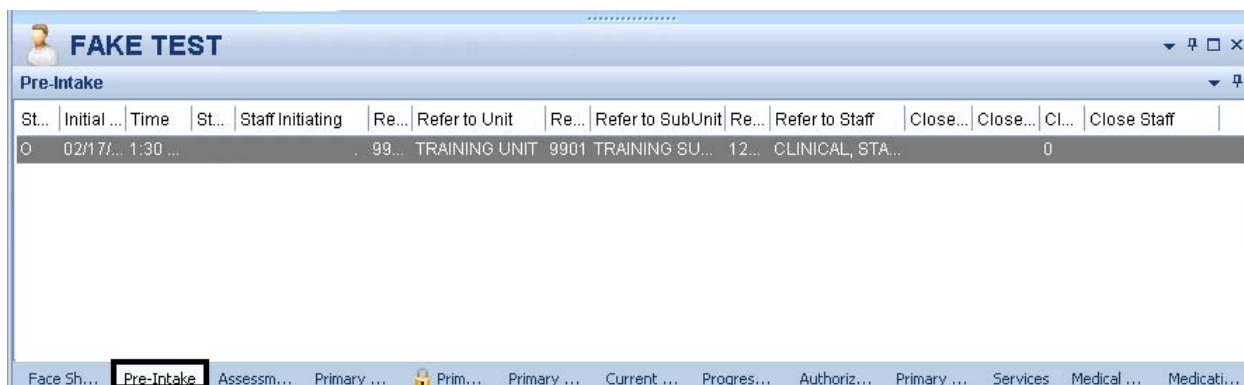 FAKE TEST
Pre-Intake
St... Initial ... Time St... Staff Initiating Re... Refer to Unit Re... Refer to SubUnit Re... Refer to Staff Close... Close... Cl... Close Staff
O 02/17/... 1:30 ... . 99... TRAINING UNIT 9901 TRAINING SU... 12... CLINICAL, STA... 0
Face Sh... Pre-Intake Assessm... Primary ... Prim... Primary ... Current ... Progres... Authoriz... Primary ... Services Medical ... Medicati...